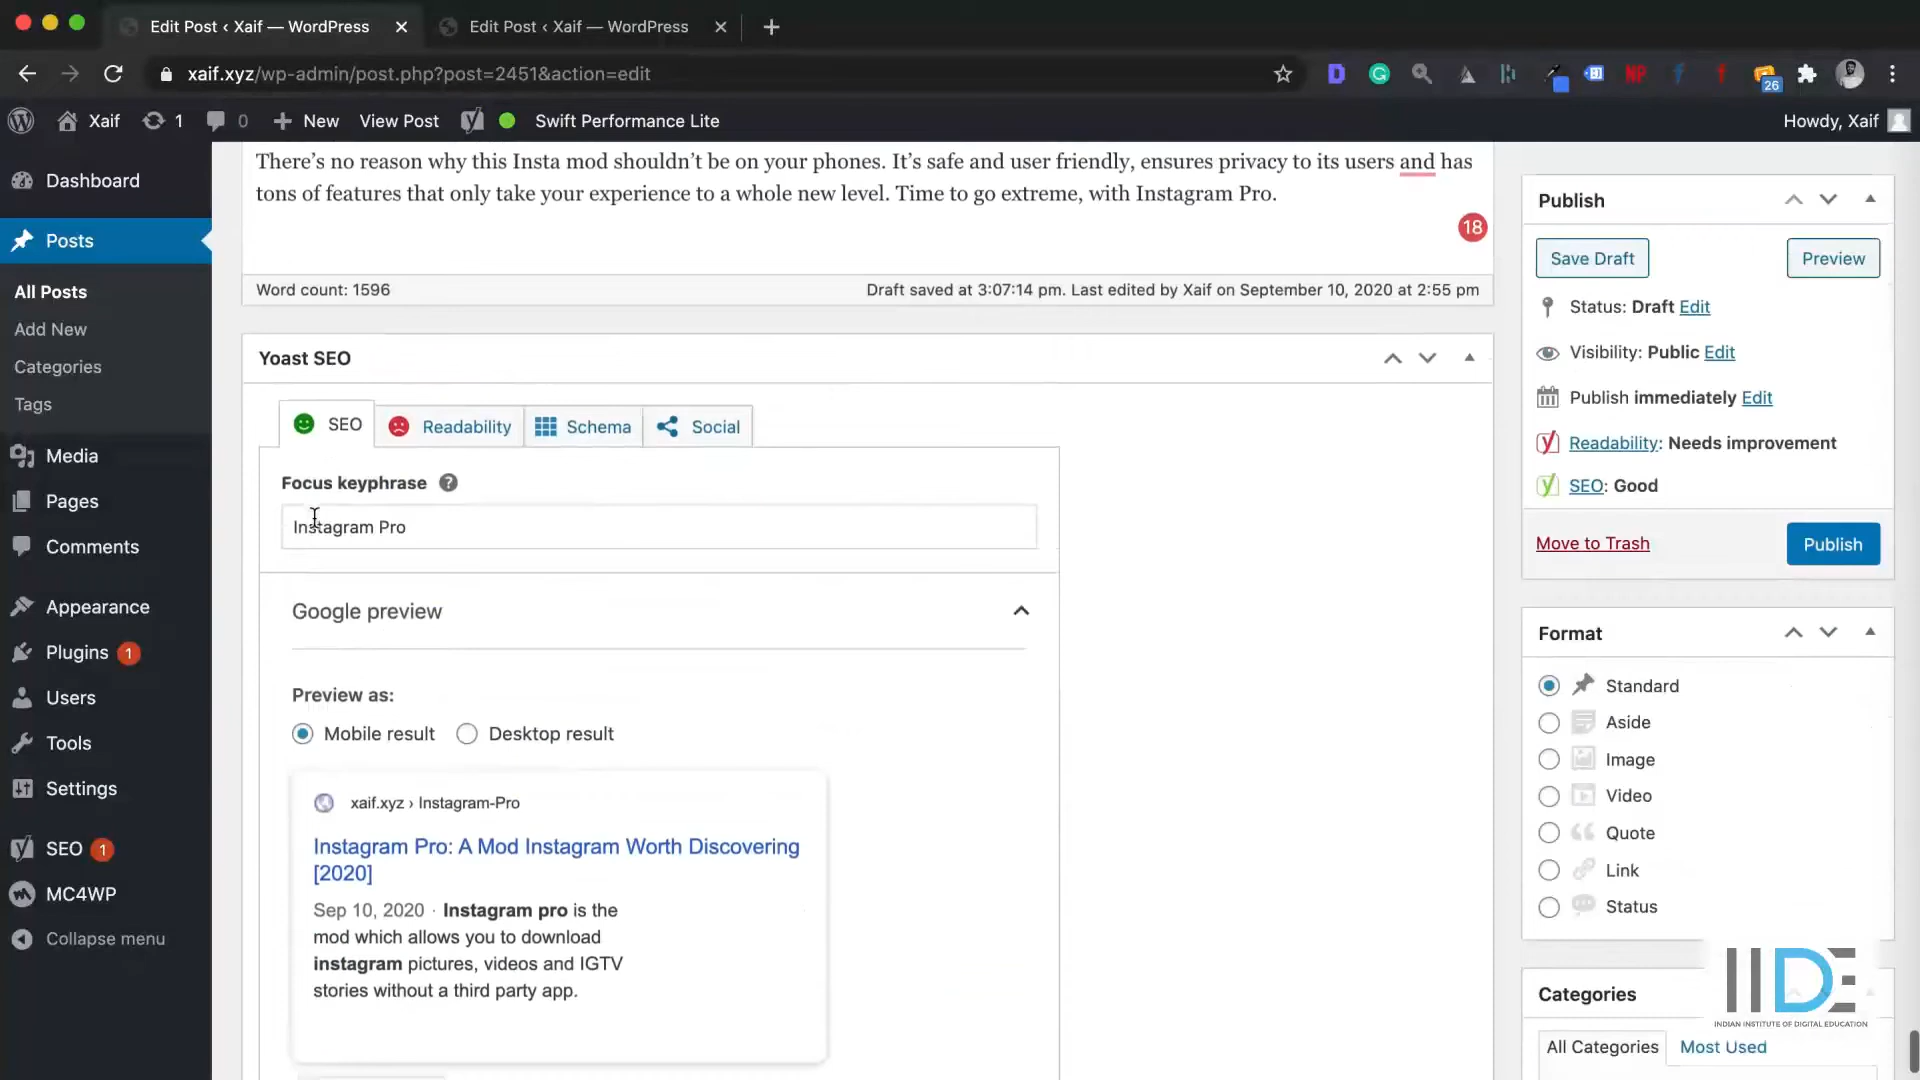 Edit Post ‹ Xaif — WordPress
Edit Post ‹ Xaif — WordPress
xaif.xyz/wp-admin/post.php?post=2451&action=edit
26
Xaif
1
0
New
View Post
Swift Performance Lite
Howdy, Xaif
Dashboard
Posts
All Posts
Add New
Categories
Tags
Media
Pages
Comments
Appearance
Plugins 1
Users
Tools
Settings
SEO 1
MC4WP
Collapse menu
There’s no reason why this Insta mod shouldn’t be on your phones. It’s safe and user friendly, ensures privacy to its users and has
tons of features that only take your experience to a whole new level. Time to go extreme, with Instagram Pro.
18
Word count: 1596
Draft saved at 3:07:14 pm. Last edited by Xaif on September 10, 2020 at 2:55 pm
Yoast SEO
SEO
Readability
Schema
Social
Focus keyphrase
Instagram Pro
Google preview
Preview as:
Mobile result
Desktop result
xaif.xyz › Instagram-Pro
Instagram Pro: A Mod Instagram Worth Discovering
[2020]
Sep 10, 2020 · Instagram pro is the
mod which allows you to download
instagram pictures, videos and IGTV
stories without a third party app.
Publish
Save Draft
Preview
Status: Draft Edit
Visibility: Public Edit
Publish immediately Edit
Readability: Needs improvement
SEO: Good
Move to Trash
Publish
Format
Standard
Aside
Image
Video
Quote
Link
Status
Categories
All Categories
Most Used
IIDE
INDIAN INSTITUTE OF DIGITAL EDUCATION